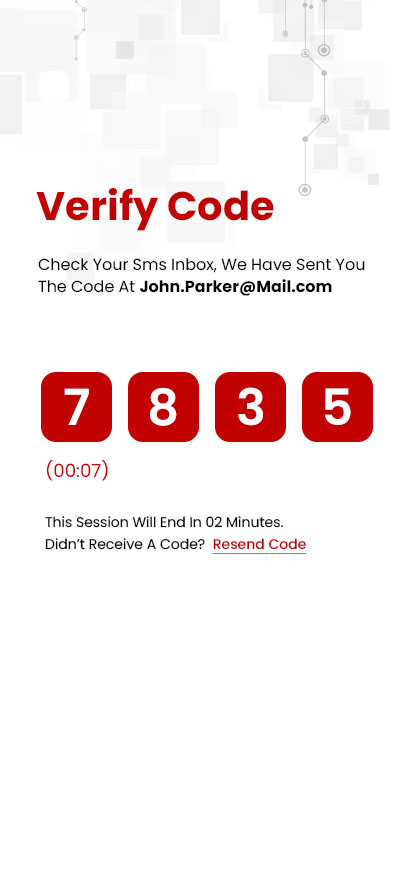 Verify Code
Check Your Sms Inbox, We Have Sent You
The Code At John.Parker@Mail.com
7 8 3 5
(00:07)
This Session Will End In 02 Minutes.
Didn’t Receive A Code? Resend Code